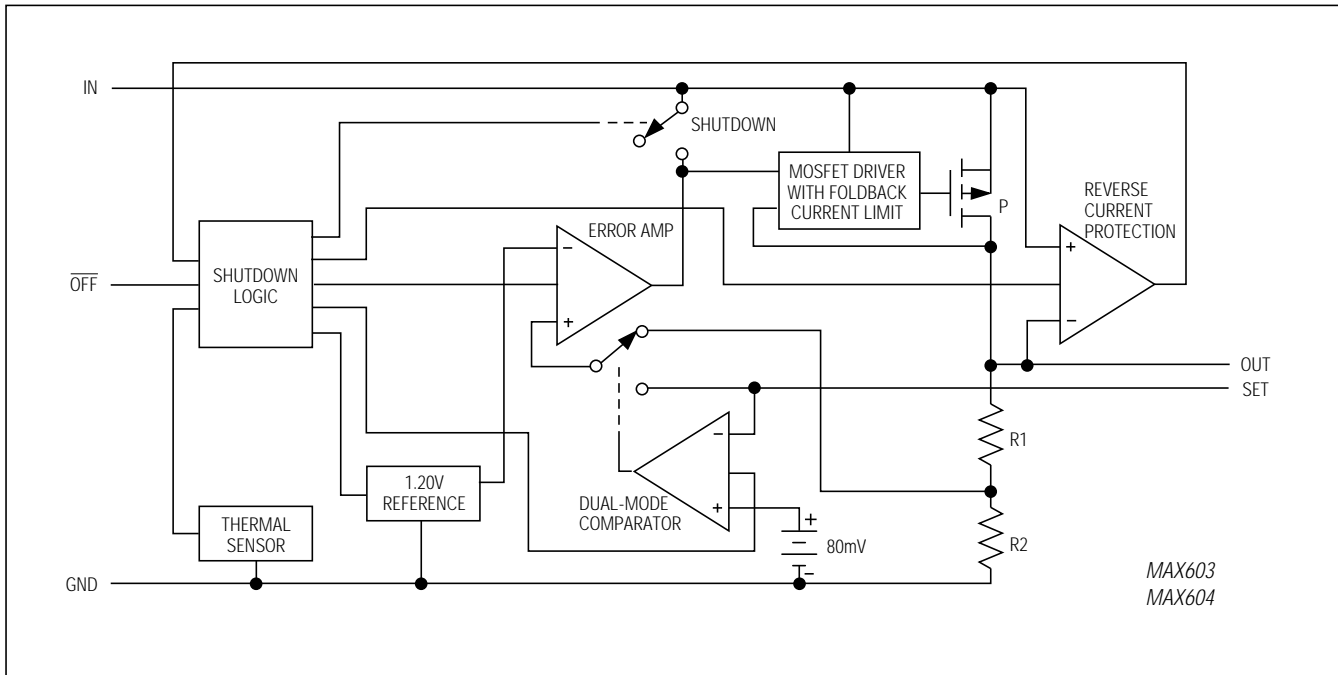 IN
SHUTDOWN
MOSFET DRIVER
WITH FOLDBACK
CURRENT LIMIT
P
REVERSE
CURRENT
PROTECTION
+
−
ERROR AMP
−
+
SHUTDOWN
LOGIC
OFF
OUT
SET
R1
−
+
DUAL-MODE
COMPARATOR
1.20V
REFERENCE
THERMAL
SENSOR
+
80mV
−
R2
GND
MAX603
MAX604